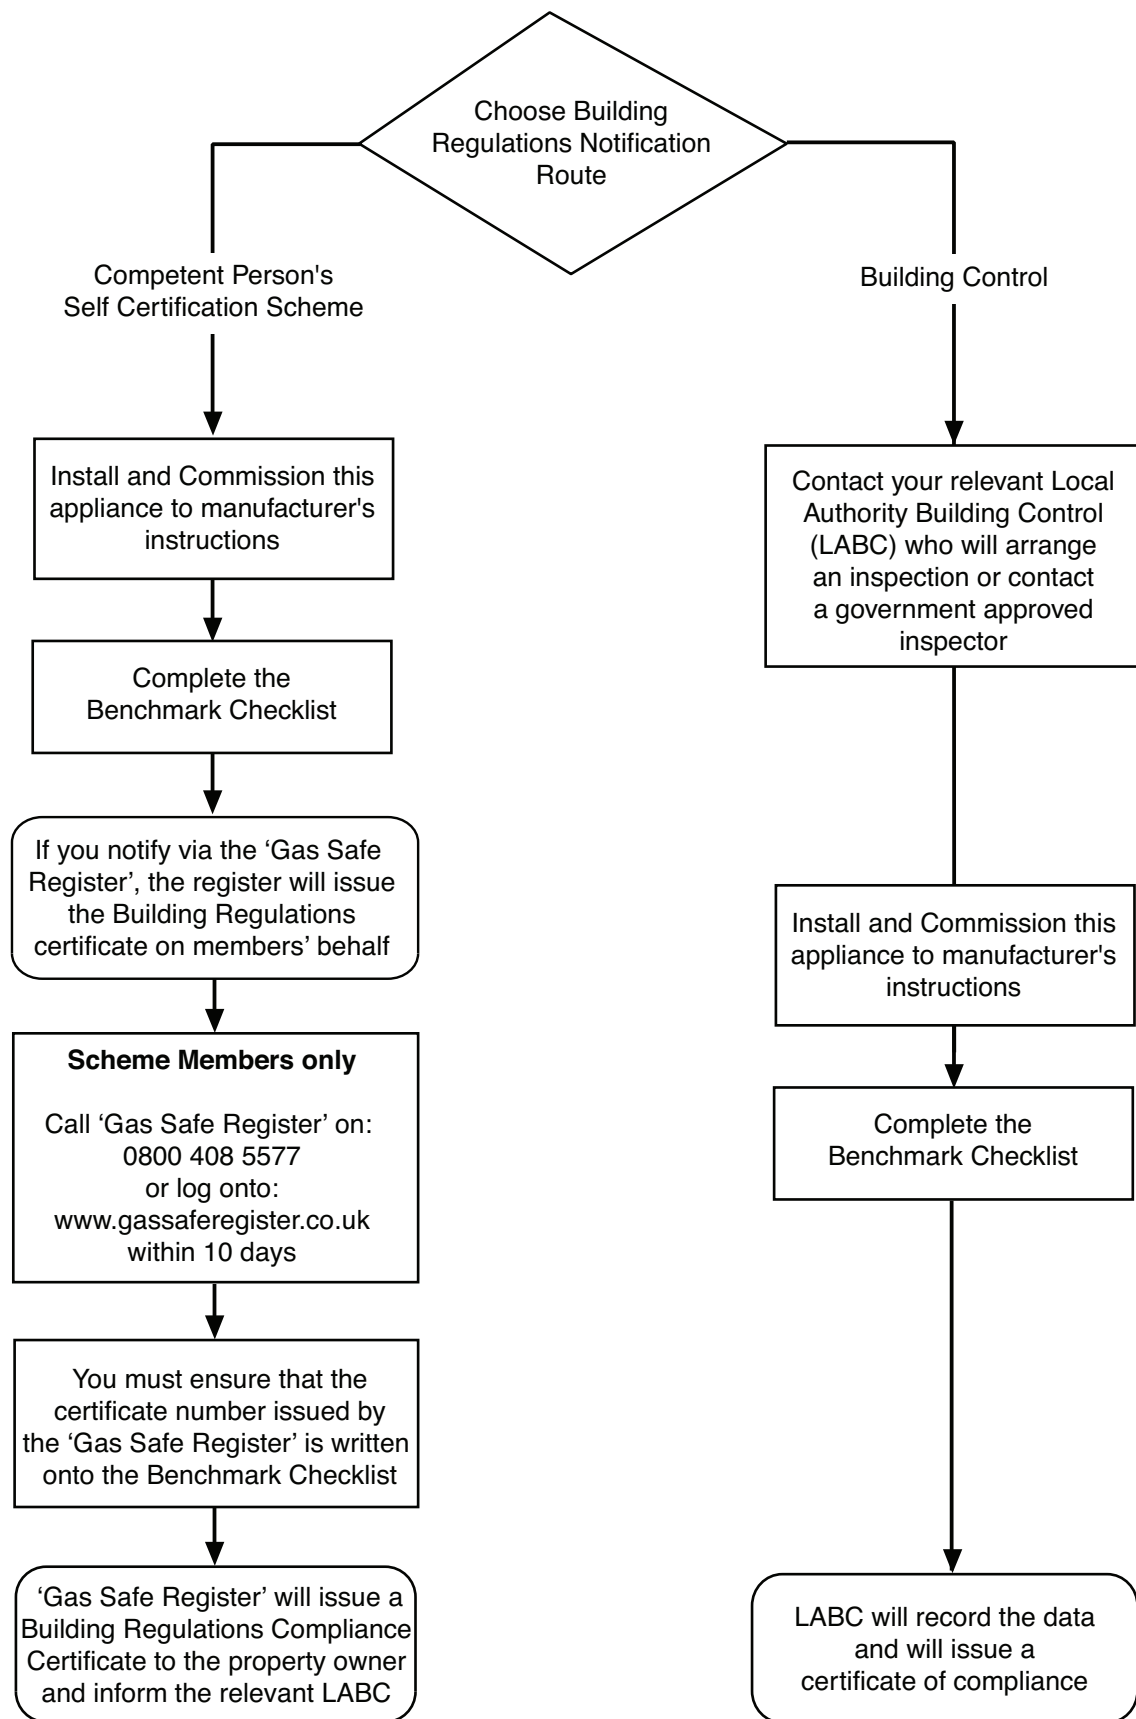 Choose Building
Regulations Notification
Route
Competent Person's
Self Certification Scheme
Building Control
Install and Commission this
appliance to manufacturer's
instructions
Complete the
Benchmark Checklist
If you notify via the ‘Gas Safe
Register’, the register will issue
the Building Regulations
certificate on members’ behalf
Scheme Members only
Call ‘Gas Safe Register’ on:
0800 408 5577
or log onto:
www.gassaferegister.co.uk
within 10 days
You must ensure that the
certificate number issued by
the ‘Gas Safe Register’ is written
onto the Benchmark Checklist
‘Gas Safe Register’ will issue a
Building Regulations Compliance
Certificate to the property owner
and inform the relevant LABC
Contact your relevant Local
Authority Building Control
(LABC) who will arrange
an inspection or contact
a government approved
inspector
Install and Commission this
appliance to manufacturer's
instructions
Complete the
Benchmark Checklist
LABC will record the data
and will issue a
certificate of compliance